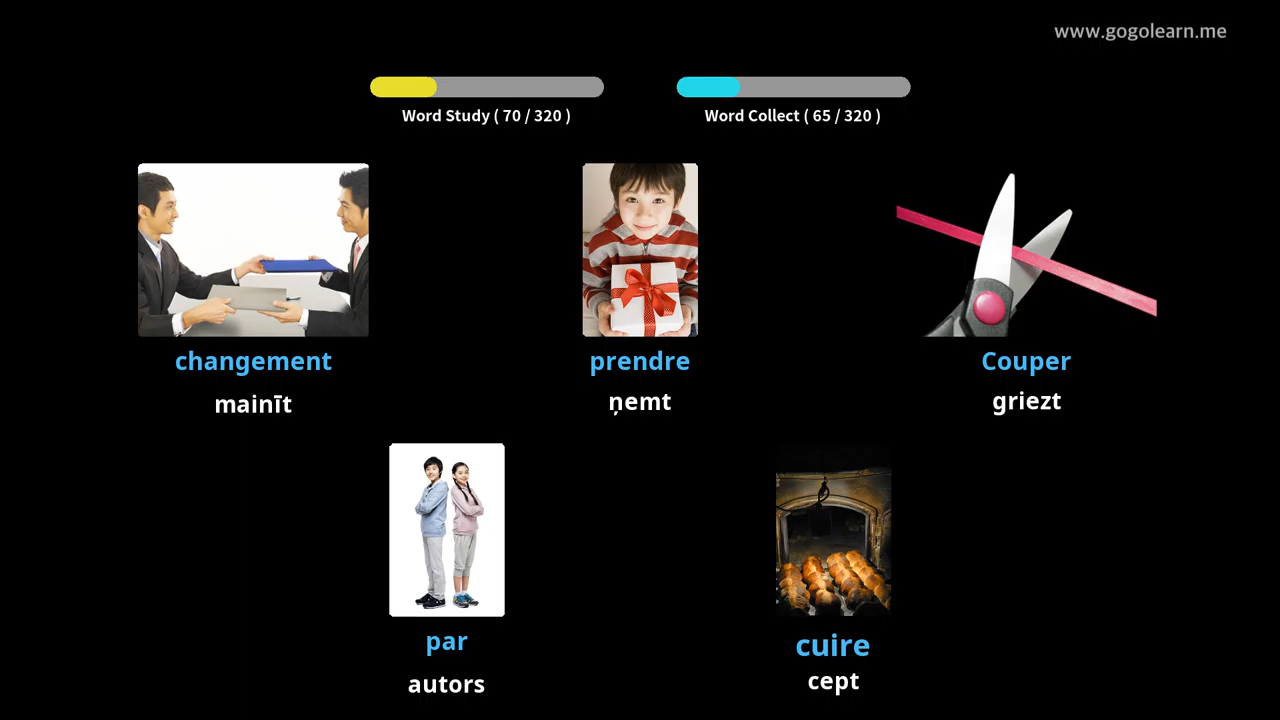 www.gogolearn.me
Word Study ( 70 / 320 )
Word Collect ( 65 / 320 )
changement
mainīt
prendre
ņemt
Couper
griezt
par
autors
cuire
cept